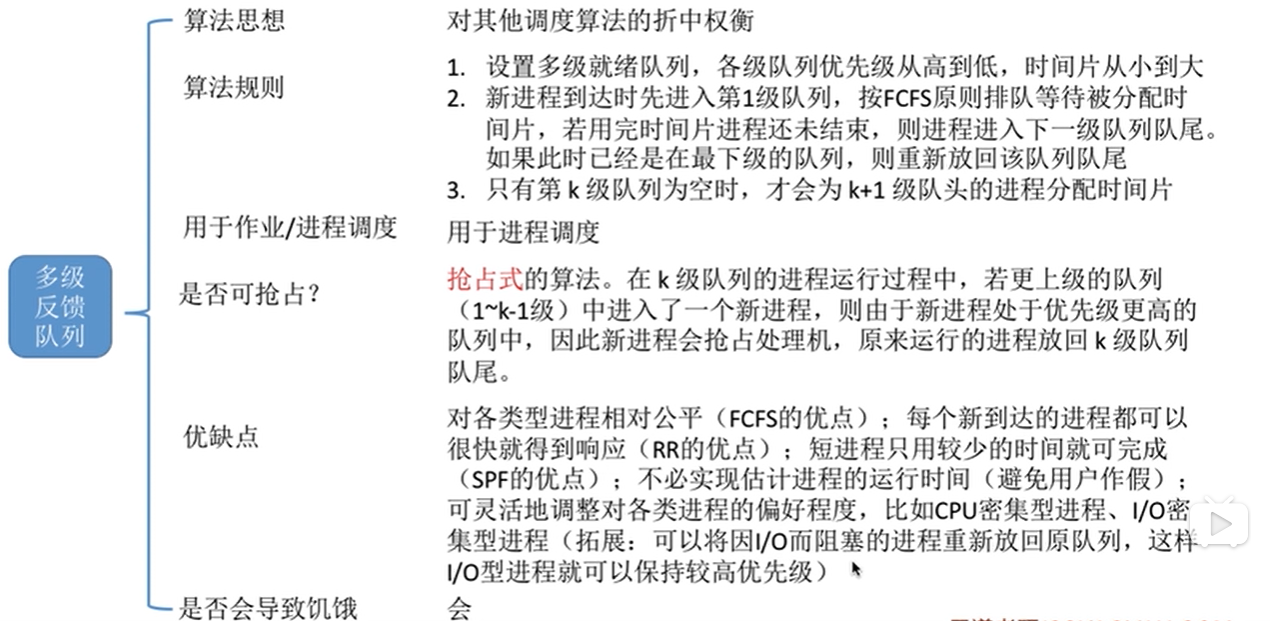 算法思想
对其他调度算法的折中权衡
算法规则
1. 设置多级就绪队列，各级队列优先级从高到低，时间片从小到大
2. 新进程到达时先进入第1级队列，按FCFS原则排队等待被分配时
间片，若用完时间片进程还未结束，则进程进入下一级队列队尾。
如果此时已经是在最下级的队列，则重新放回该队列队尾
3. 只有第 k 级队列为空时，才会为 k+1 级队头的进程分配时间片
用于作业/进程调度
用于进程调度
多级
反馈
队列
是否可抢占？
抢占式的算法。在 k 级队列的进程运行过程中，若更上级的队列
（1~k-1级）中进入了一个新进程，则由于新进程处于优先级更高的
队列中，因此新进程会抢占处理机，原来运行的进程放回 k 级队列
队尾。
优缺点
对各类型进程相对公平（FCFS的优点）；每个新到达的进程都可以
很快就得到响应（RR的优点）；短进程只用较少的时间就可完成
（SPF的优点）；不必实现估计进程的运行时间（避免用户作假）；
可灵活地调整对各类进程的偏好程度，比如CPU密集型进程、I/O密
集型进程（拓展：可以将因I/O而阻塞的进程重新放回原队列，这样
I/O型进程就可以保持较高优先级）
是否会导致饥饿
会